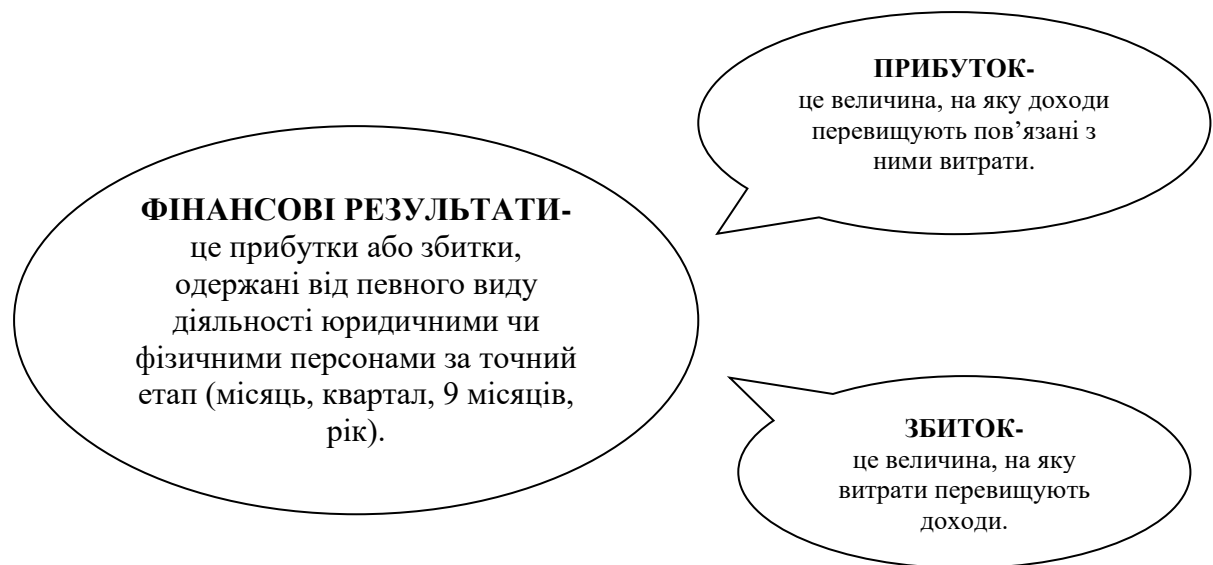 ФІНАНСОВІ РЕЗУЛЬТАТИ-
це прибутки або збитки,
одержані від певного виду
діяльності юридичними чи
фізичними персонами за точний
етап (місяць, квартал, 9 місяців,
рік).
ПРИБУТОК-
це величина, на яку доходи
перевищують пов’язані з
ними витрати.
ЗБИТОК-
це величина, на яку
витрати перевищують
доходи.